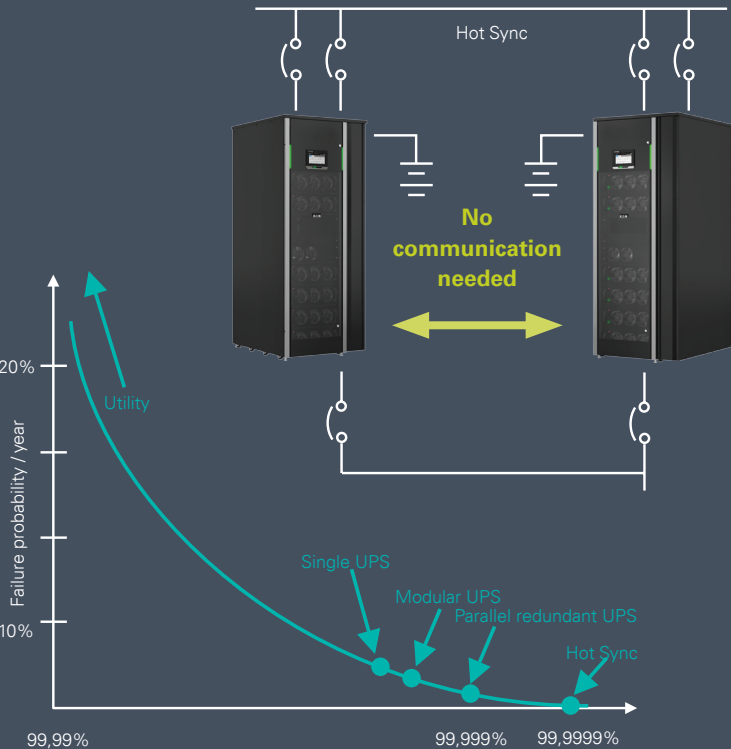 Hot Sync
No
communication
needed
20%
Utility
Failure probability / year
Single UPS
Modular UPS
Parallel redundant UPS
10%
Hot Sync
99,99%
99,999%
99,9999%